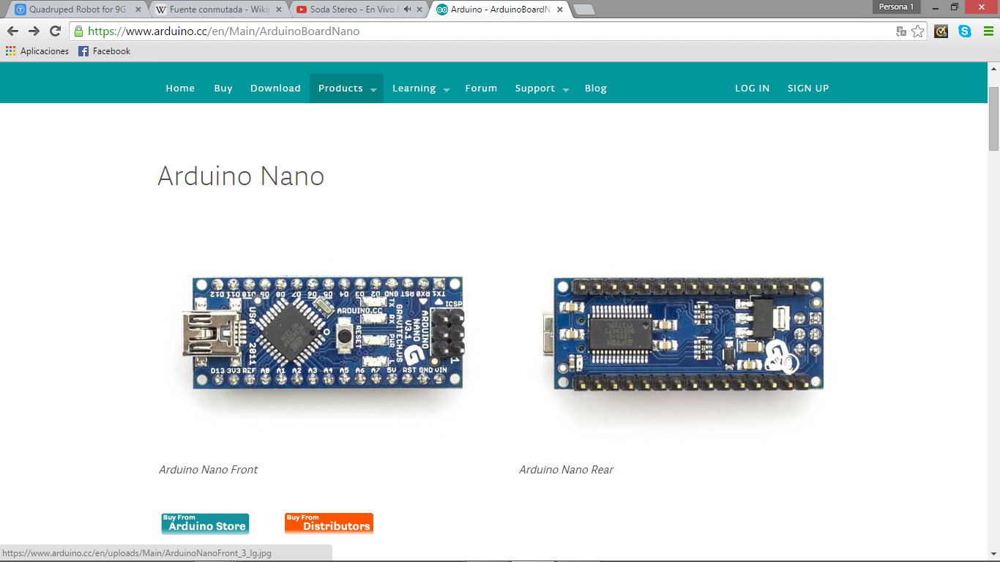 Quadruped Robot for 9G
Fuente conmutada - Wiki
Soda Stereo - En Vivo
Arduino - ArduinoBoardN
Persona 1
https://www.arduino.cc/en/Main/ArduinoBoardNano
Aplicaciones
Facebook
Home
Buy
Download
Products
Learning
Forum
Support
Blog
LOG IN
SIGN UP
Arduino Nano
D12 D11 D10 D9 D8 D7 D6 D5 D4 D3 D2 GND RST RX0 TX1
ICSP
ARDUINO.CC
USA
2011
RESET
TX
RX
PWR
L
GRAVITECH.US
ARDUINO
NANO
V3.1
1
D13 3V3 REF A0 A1 A2 A3 A4 A5 A6 A7 5V RST GND VIN
FTDI
Arduino Nano Front
Arduino Nano Rear
Buy From
Arduino Store
Buy From
Distributors
https://www.arduino.cc/en/uploads/Main/ArduinoNanoFront_3_lg.jpg